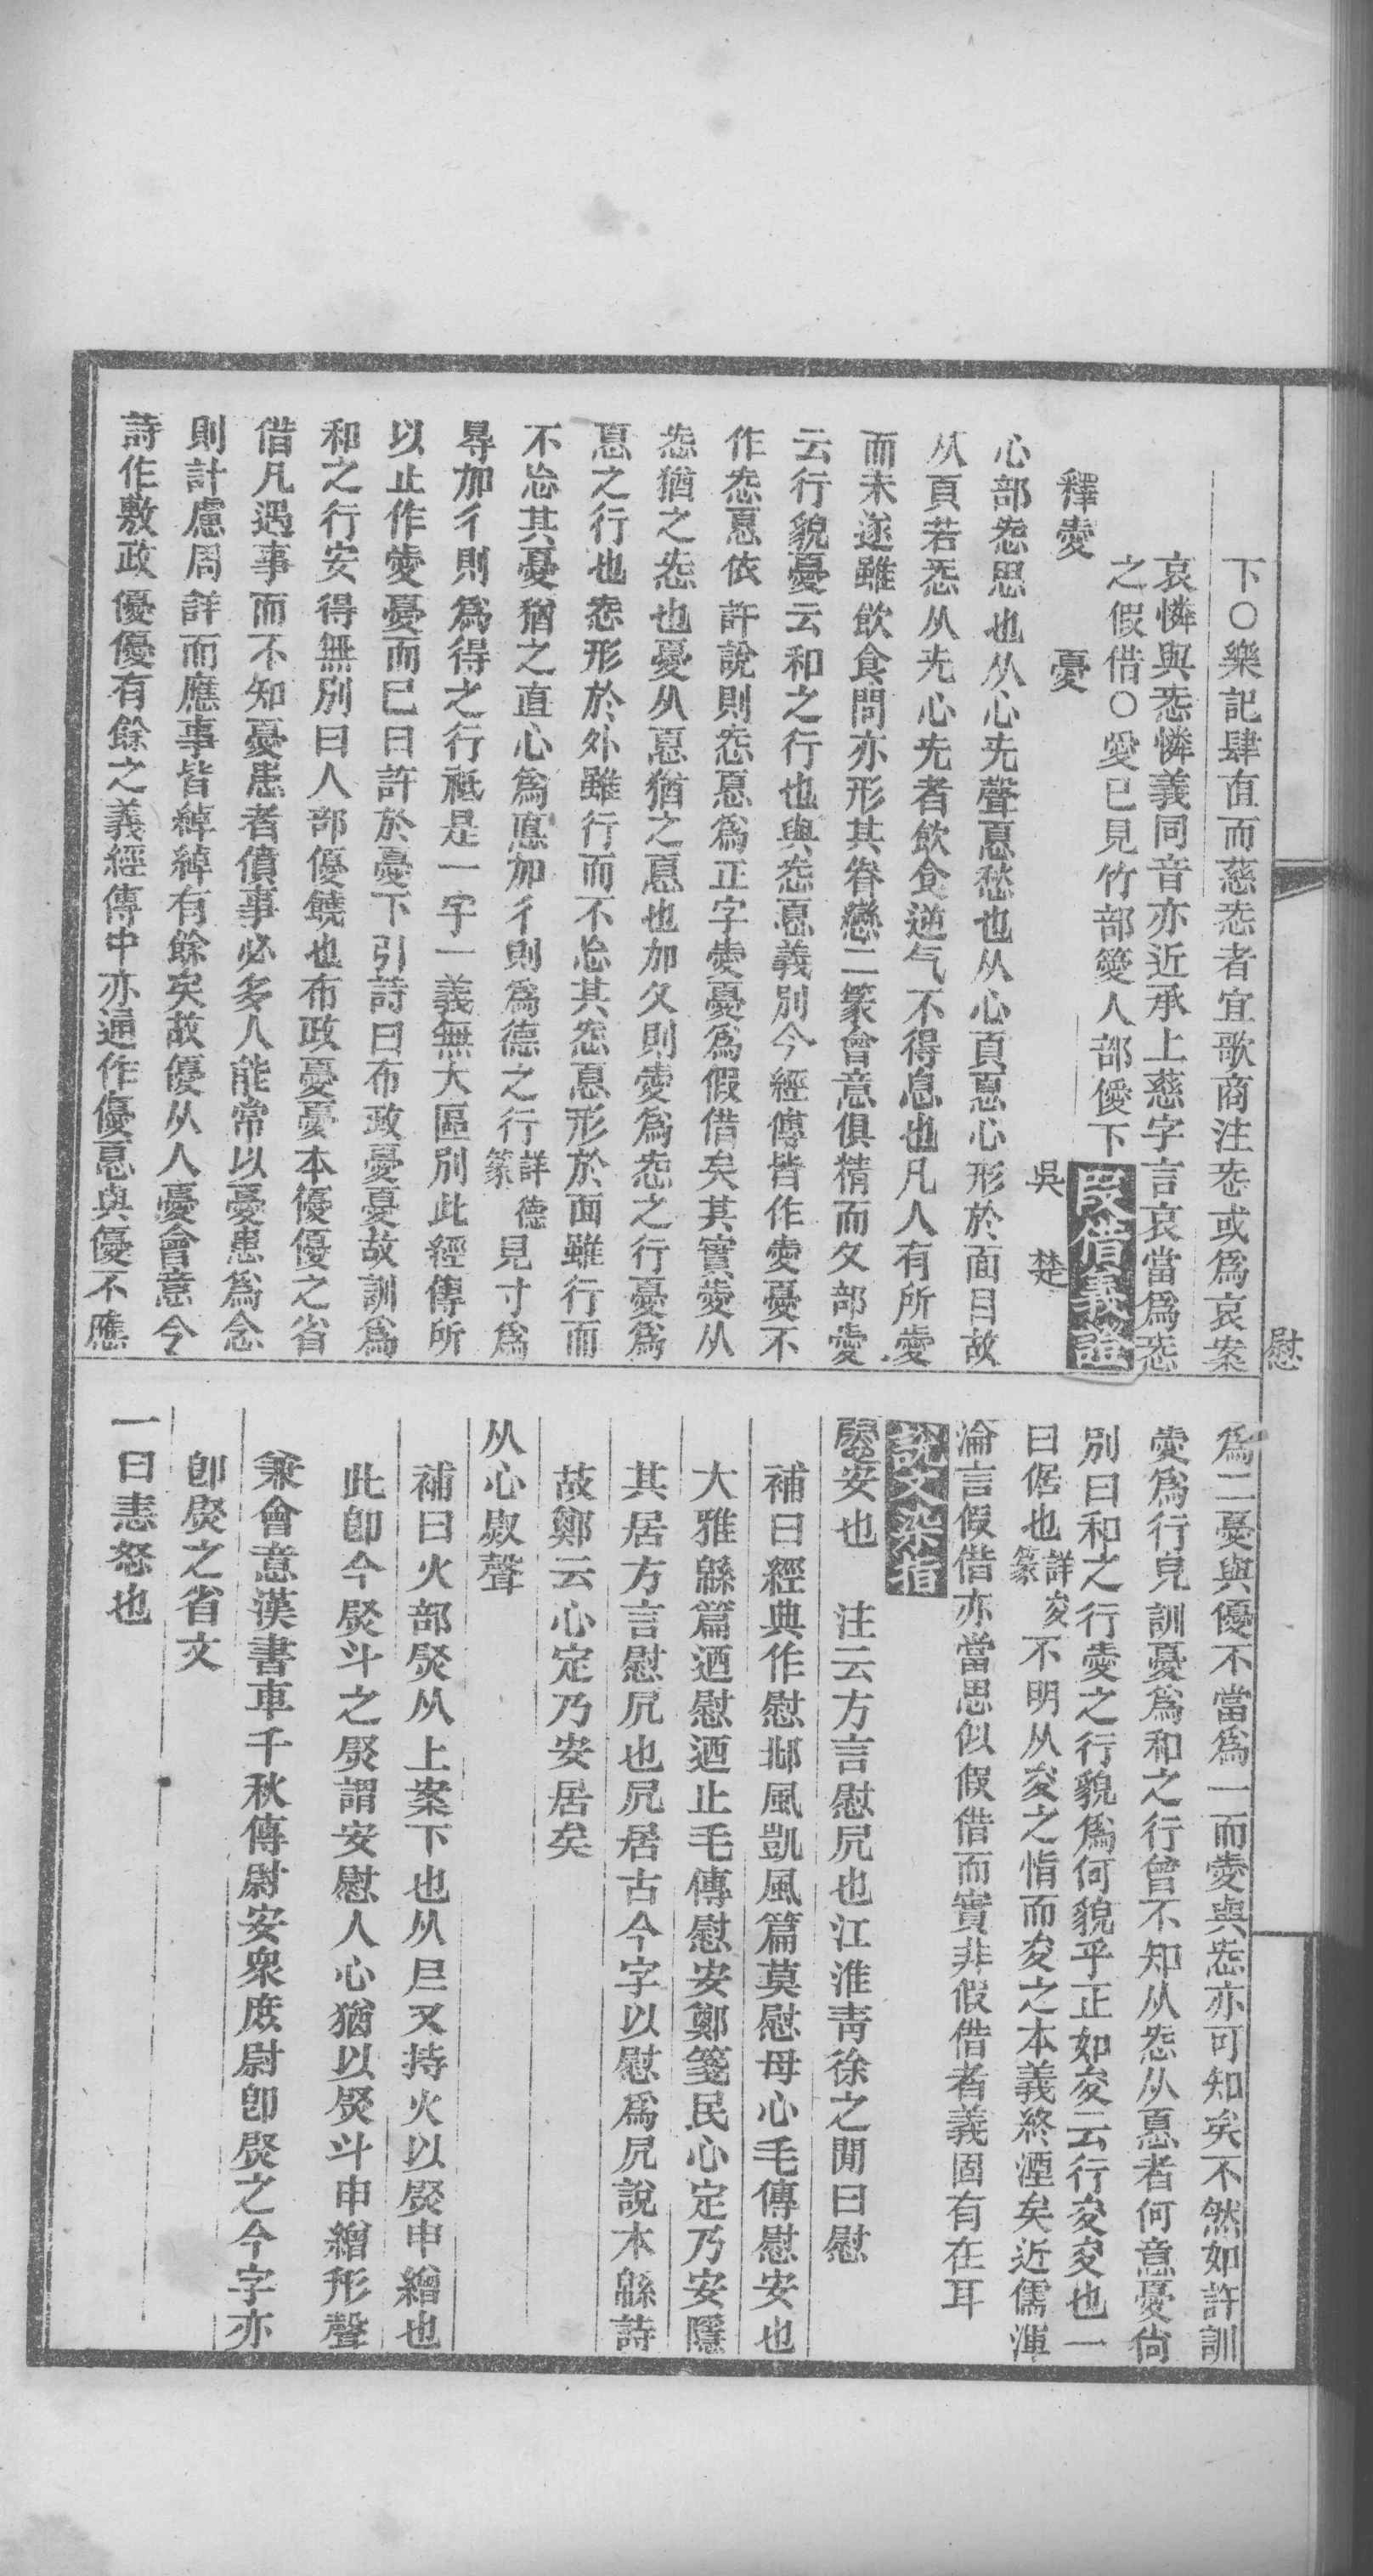 下○樂記肆直而慈㤅者宜歌商注㤅或為哀案
哀憐與㤅憐義同音亦近承上慈字言哀當爲㤅
之假借○愛已見竹部薆人部僾下 叚借義證
釋愛 憂 吳楚
心部㤅思也从心旡聲惪愁也从心頁惪心形於面目故
从頁若㤅从旡心旡者飲食逆气不得息也凡人有所愛
而未遂雖飲食間亦形其眷戀二篆會意俱精而夊部愛
云行貌憂云和之行也與㤅惪義別今經傳皆作愛憂不
作㤅惪依許說則㤅惪爲正字愛憂爲假借矣其實愛从
㤅猶之㤅也憂从惪猶之惪也加夊則愛爲㤅之行憂爲
惪之行也㤅形於外雖行而不忘其㤅惪形於面雖行而
不忘其憂猶之直心爲悳加彳則爲德之行詳德篆見寸爲
㝵加彳則爲得之行祗是一字一義無大區別此經傳所
以止作愛憂而已曰許於憂下引詩曰布政憂憂故訓爲
和之行安得無別曰人部優饒也布政憂憂本優優之省
借凡遇事而不知憂患者僨事必多人能常以憂患爲念
則計慮周詳而應事皆綽綽有餘矣故優从人憂會意今
詩作敷政優優有餘之義經傳中亦通作優惪與優不應
慰
爲二憂與優不當爲一而愛與㤅亦可知矣不然如許訓
愛爲行皃訓憂爲和之行曾不知从㤅从惪者何意憂尙
別曰和之行愛之行貌爲何貌乎正如夋云行夋夋也一
曰倨也詳夋篆不明从夋之恉而夋之本義終湮矣近儒渾
淪言假借亦當思似假借而實非假借者義固有在耳
說文染指
慰安也 注云方言慰凥也江淮靑徐之閒曰慰
補曰經典作慰邶風凱風篇莫慰母心毛傳慰安也
大雅緜篇迺慰迺止毛傳慰安鄭箋民心定乃安隱
其居方言慰凥也凥居古今字以慰爲凥說本緜詩
故鄭云心定乃安居矣
从心㷉聲
補曰火部㷉从上案下也从𡰥又持火以㷉申繒也
此卽今㷉斗之㷉謂安慰人心猶以㷉斗申繒形聲
兼會意漢書車千秋傳尉安衆庶尉卽㷉之今字亦
卽㷉之省文
一曰恚怒也